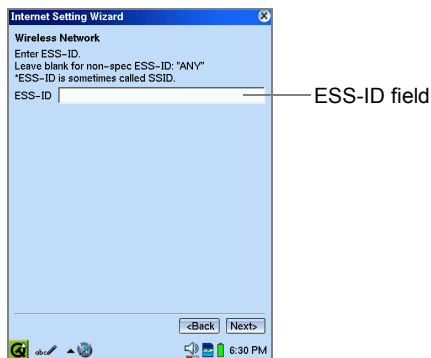 Internet Setting Wizard
Wireless Network
Enter ESS-ID.
Leave blank for non-spec ESS-ID: "ANY"
*ESS-ID is sometimes called SSID.
ESS-ID
ESS-ID field
<Back Next>
abc 6:30 PM